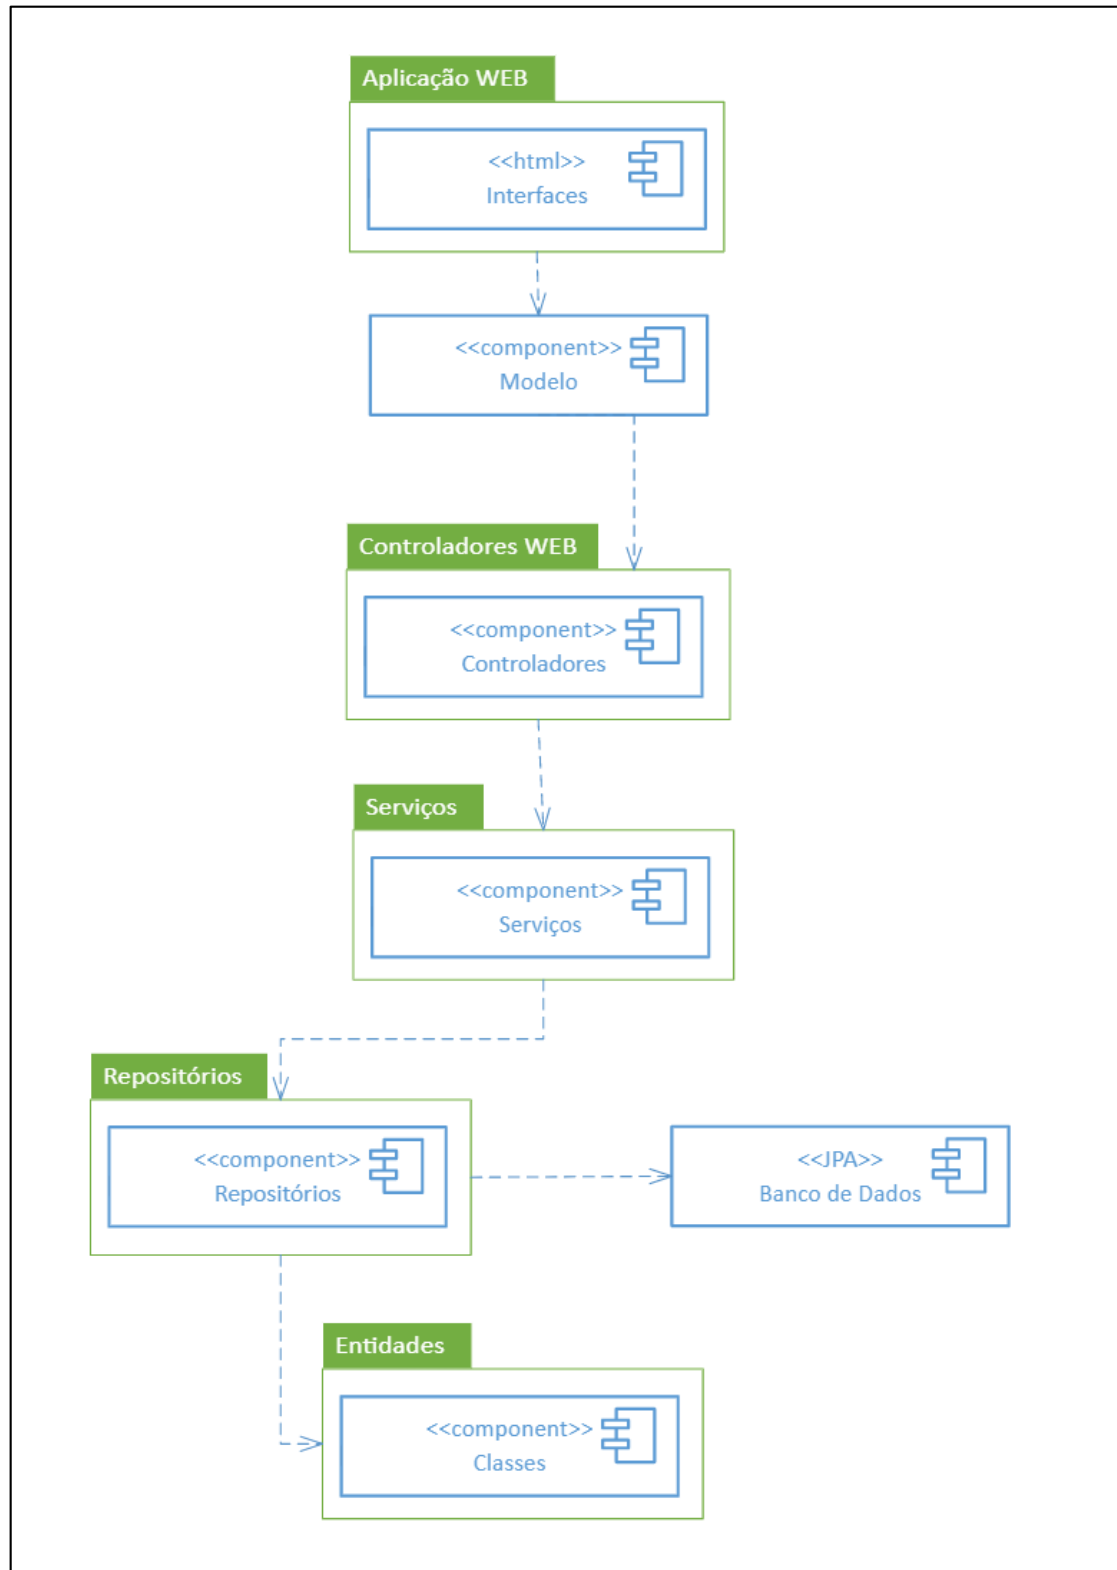 Aplicação WEB
<<html>>
Interfaces
<<component>>
Modelo
Controladores WEB
<<component>>
Controladores
Serviços
<<component>>
Serviços
Repositórios
<<component>>
Repositórios
<<JPA>>
Banco de Dados
Entidades
<<component>>
Classes